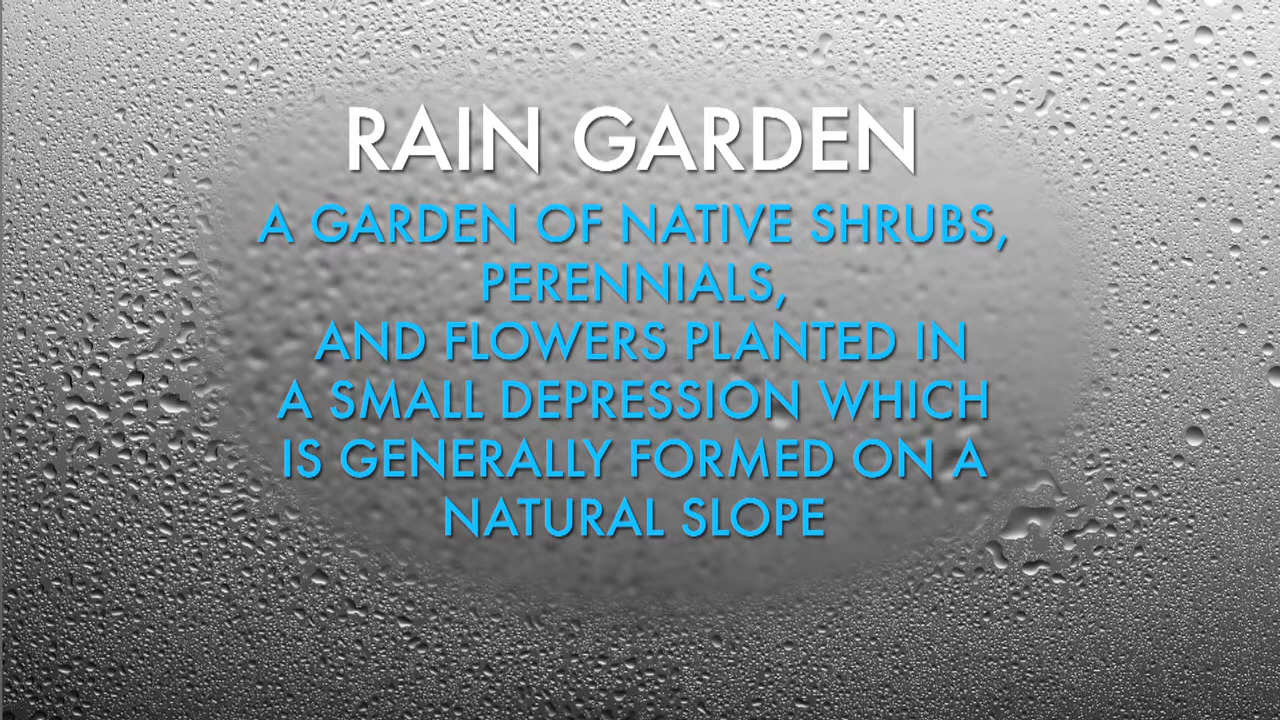 RAIN GARDEN
A GARDEN OF NATIVE SHRUBS,
PERENNIALS,
AND FLOWERS PLANTED IN
A SMALL DEPRESSION WHICH
IS GENERALLY FORMED ON A
NATURAL SLOPE